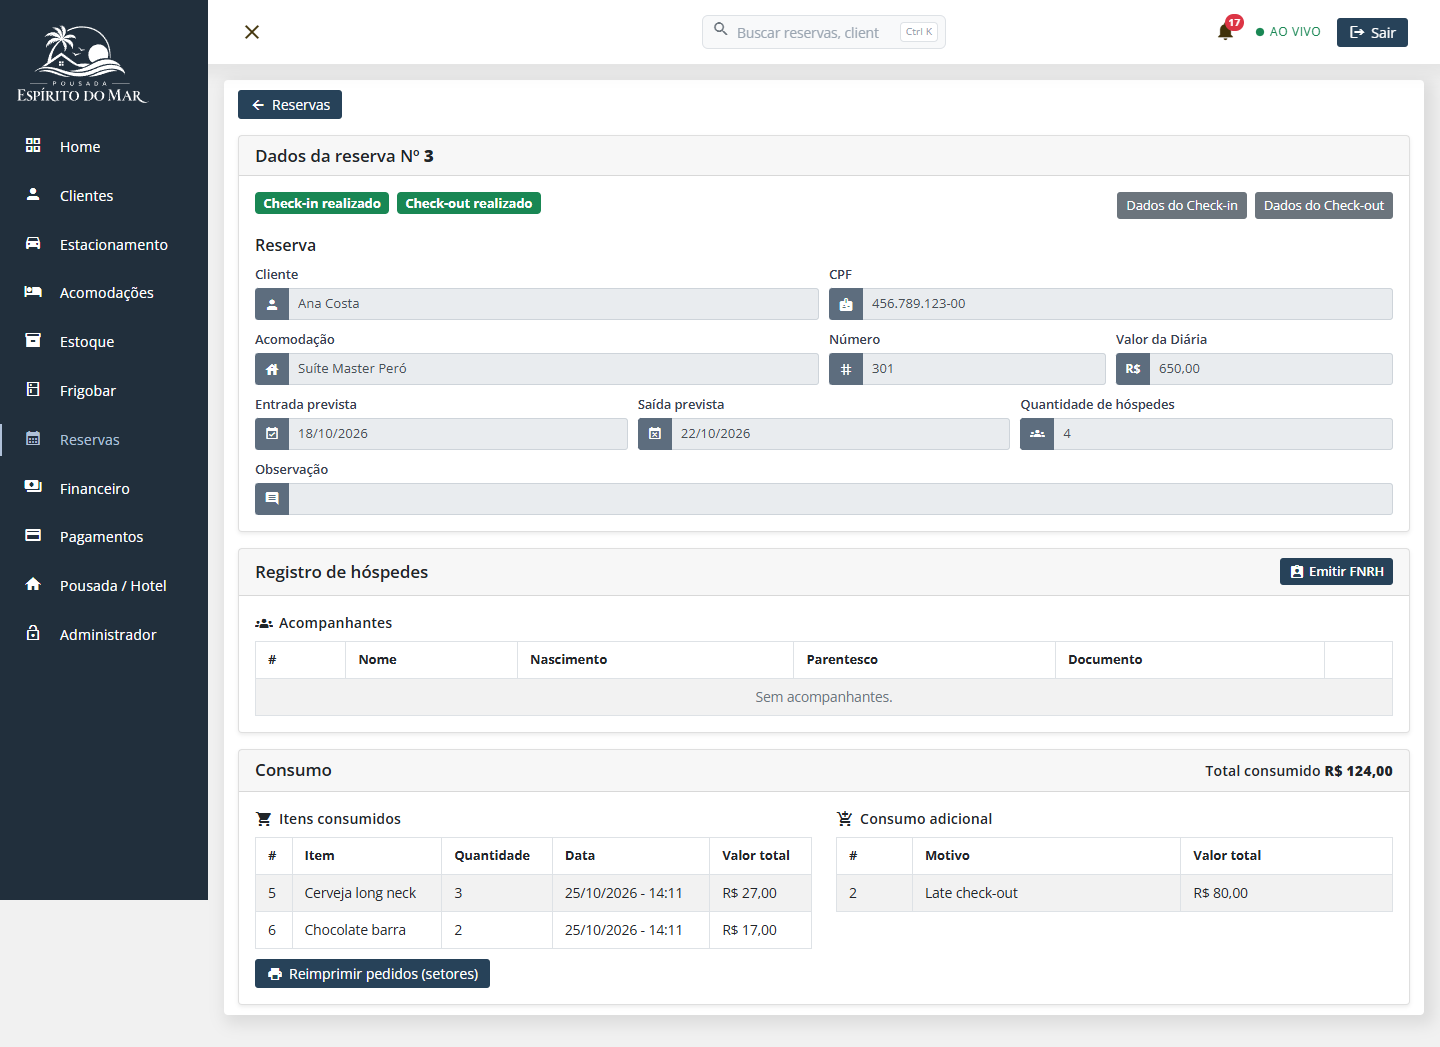 POUSADA
ESPÍRITO DO MAR
Buscar reservas, client
Ctrl K
17
AO VIVO
Sair
Home
Clientes
Estacionamento
Acomodações
Estoque
Frigobar
Reservas
Financeiro
Pagamentos
Pousada / Hotel
Administrador
Reservas
Dados da reserva Nº 3
Check-in realizado
Check-out realizado
Dados do Check-in
Dados do Check-out
Reserva
Cliente
CPF
Ana Costa
456.789.123-00
Acomodação
Número
Valor da Diária
Suíte Master Peró
301
R$ 650,00
Entrada prevista
Saída prevista
Quantidade de hóspedes
18/10/2026
22/10/2026
4
Observação
Registro de hóspedes
Emitir FNRH
Acompanhantes
# Nome Nascimento Parentesco Documento
Sem acompanhantes.
Consumo
Total consumido R$ 124,00
Itens consumidos
# Item Quantidade Data Valor total
5 Cerveja long neck 3 25/10/2026 - 14:11 R$ 27,00
6 Chocolate barra 2 25/10/2026 - 14:11 R$ 17,00
Reimprimir pedidos (setores)
Consumo adicional
# Motivo Valor total
2 Late check-out R$ 80,00